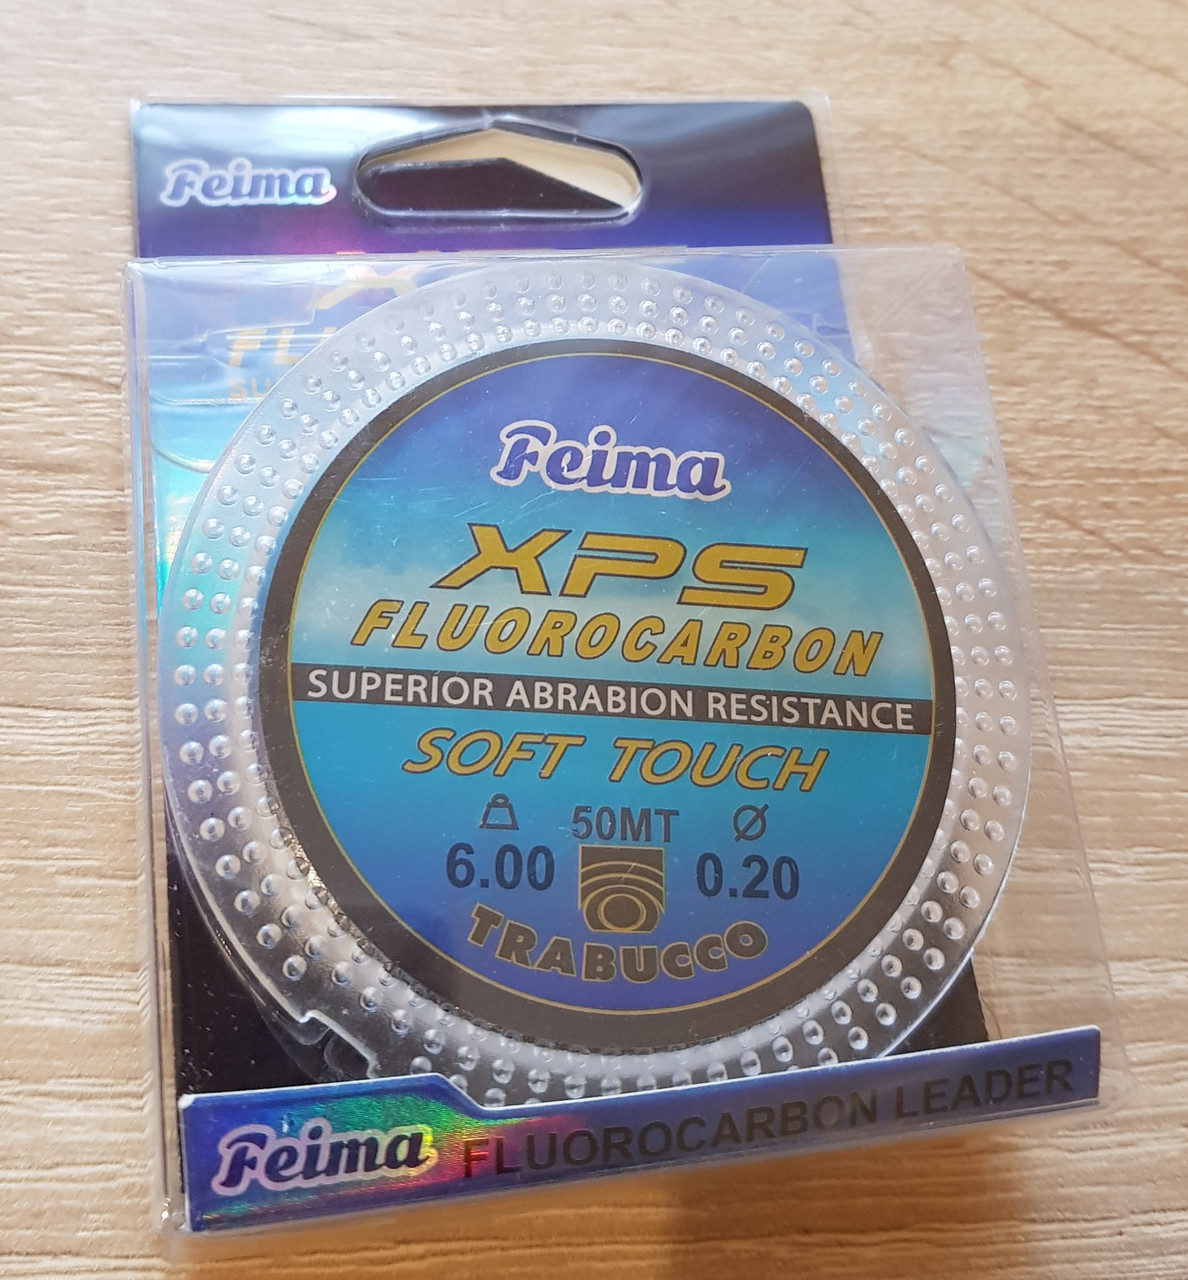 Feima
Feima
XPS
FLUOROCARBON
SUPERIOR ABRABION RESISTANCE
SOFT TOUCH
50MT
6.00 0.20
TRABUCCO
Feima FLUOROCARBON LEADER